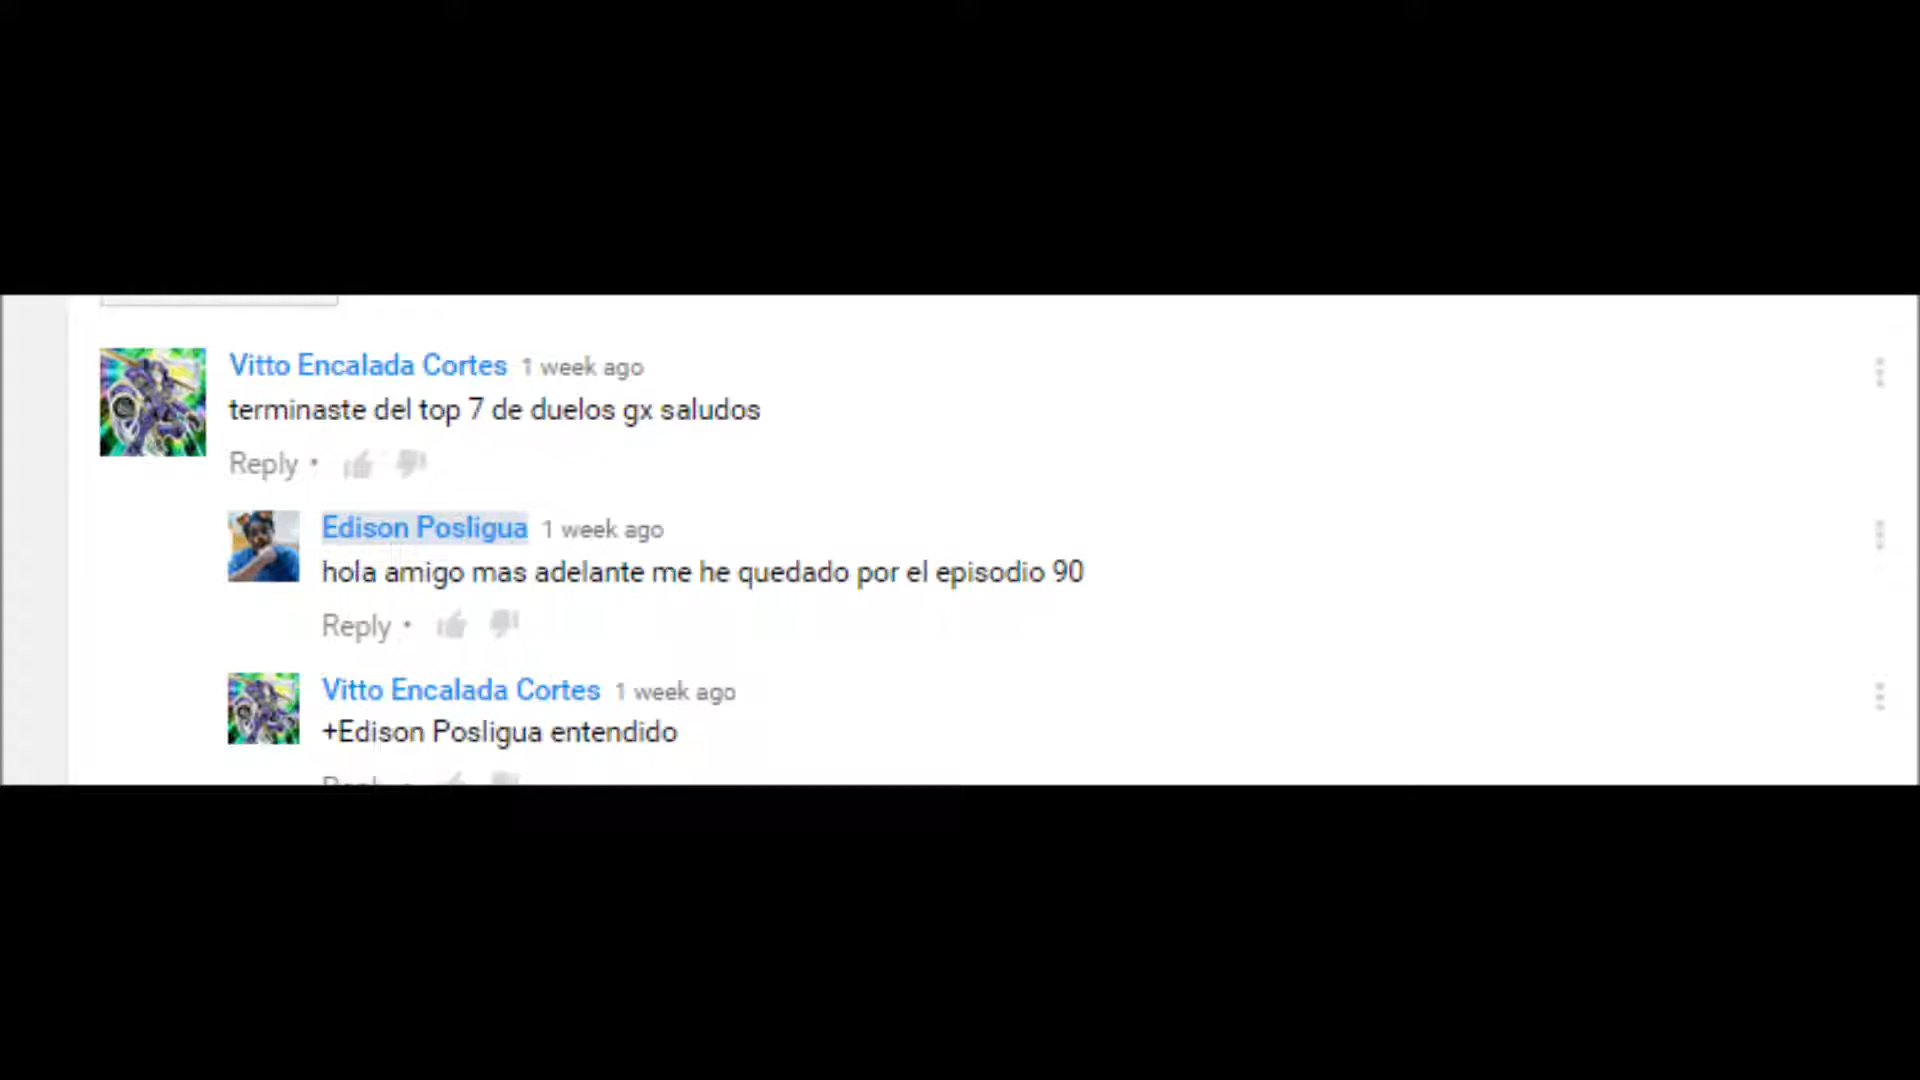 Vitto Encalada Cortes 1 week ago
terminaste del top 7 de duelos gx saludos
Reply •
Edison Posligua 1 week ago
hola amigo mas adelante me he quedado por el episodio 90
Reply •
Vitto Encalada Cortes 1 week ago
+Edison Posligua entendido